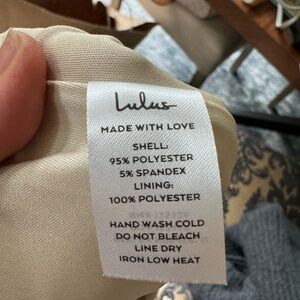 Lulus
MADE WITH LOVE
SHELL:
95% POLYESTER
5% SPANDEX
LINING:
100% POLYESTER
HAND WASH COLD
DO NOT BLEACH
LINE DRY
IRON LOW HEAT